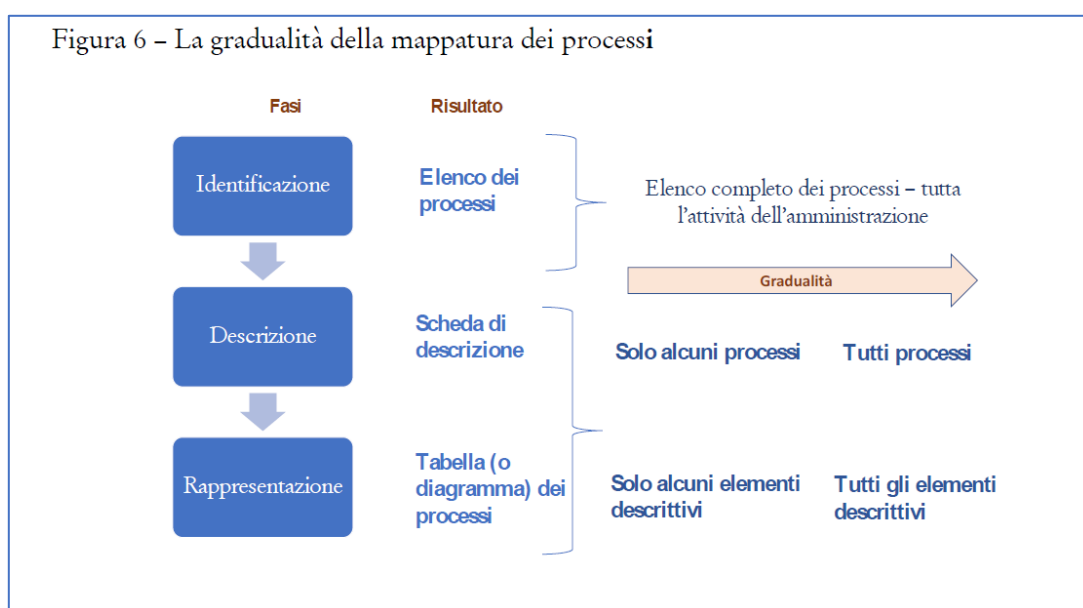 Figura 6 – La gradualità della mappatura dei processi
Fasi
Risultato
Identificazione
Elenco dei
processi
Elenco completo dei processi – tutta
l'attività dell'amministrazione
Gradualità
Descrizione
Scheda di
descrizione
Solo alcuni processi
Tutti processi
Rappresentazione
Tabella (o
diagramma) dei
processi
Solo alcuni elementi
descrittivi
Tutti gli elementi
descrittivi